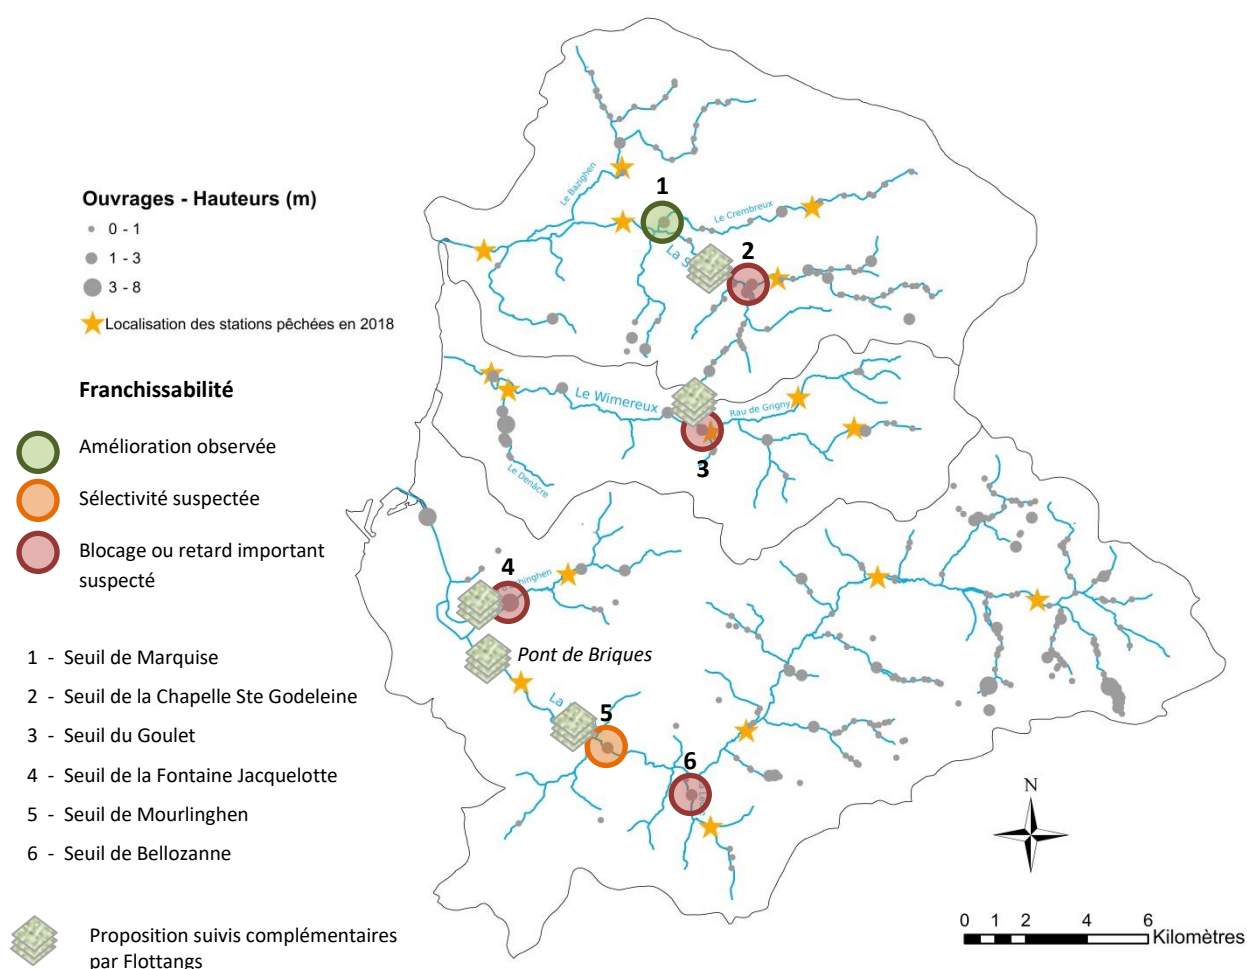 Ouvrages - Hauteurs (m)
0 - 1
1 - 3
3 - 8
Localisation des stations pêchées en 2018
Franchissabilité
Amélioration observée
Sélectivité suspectée
Blocage ou retard important
suspecté
1 - Seuil de Marquise
2 - Seuil de la Chapelle Ste Godeleine
3 - Seuil du Goulet
4 - Seuil de la Fontaine Jacquelotte
5 - Seuil de Mourlinghen
6 - Seuil de Bellozanne
Proposition suivis complémentaires
par Flottangs
Le Bazighen
1
Le Crembreux
La S
2
Le Wimereux
Rau de Grigny
3
Le Denâcre
4
hinghen
Pont de Briques
La
5
6
N
0 1 2 4 6
Kilomètres